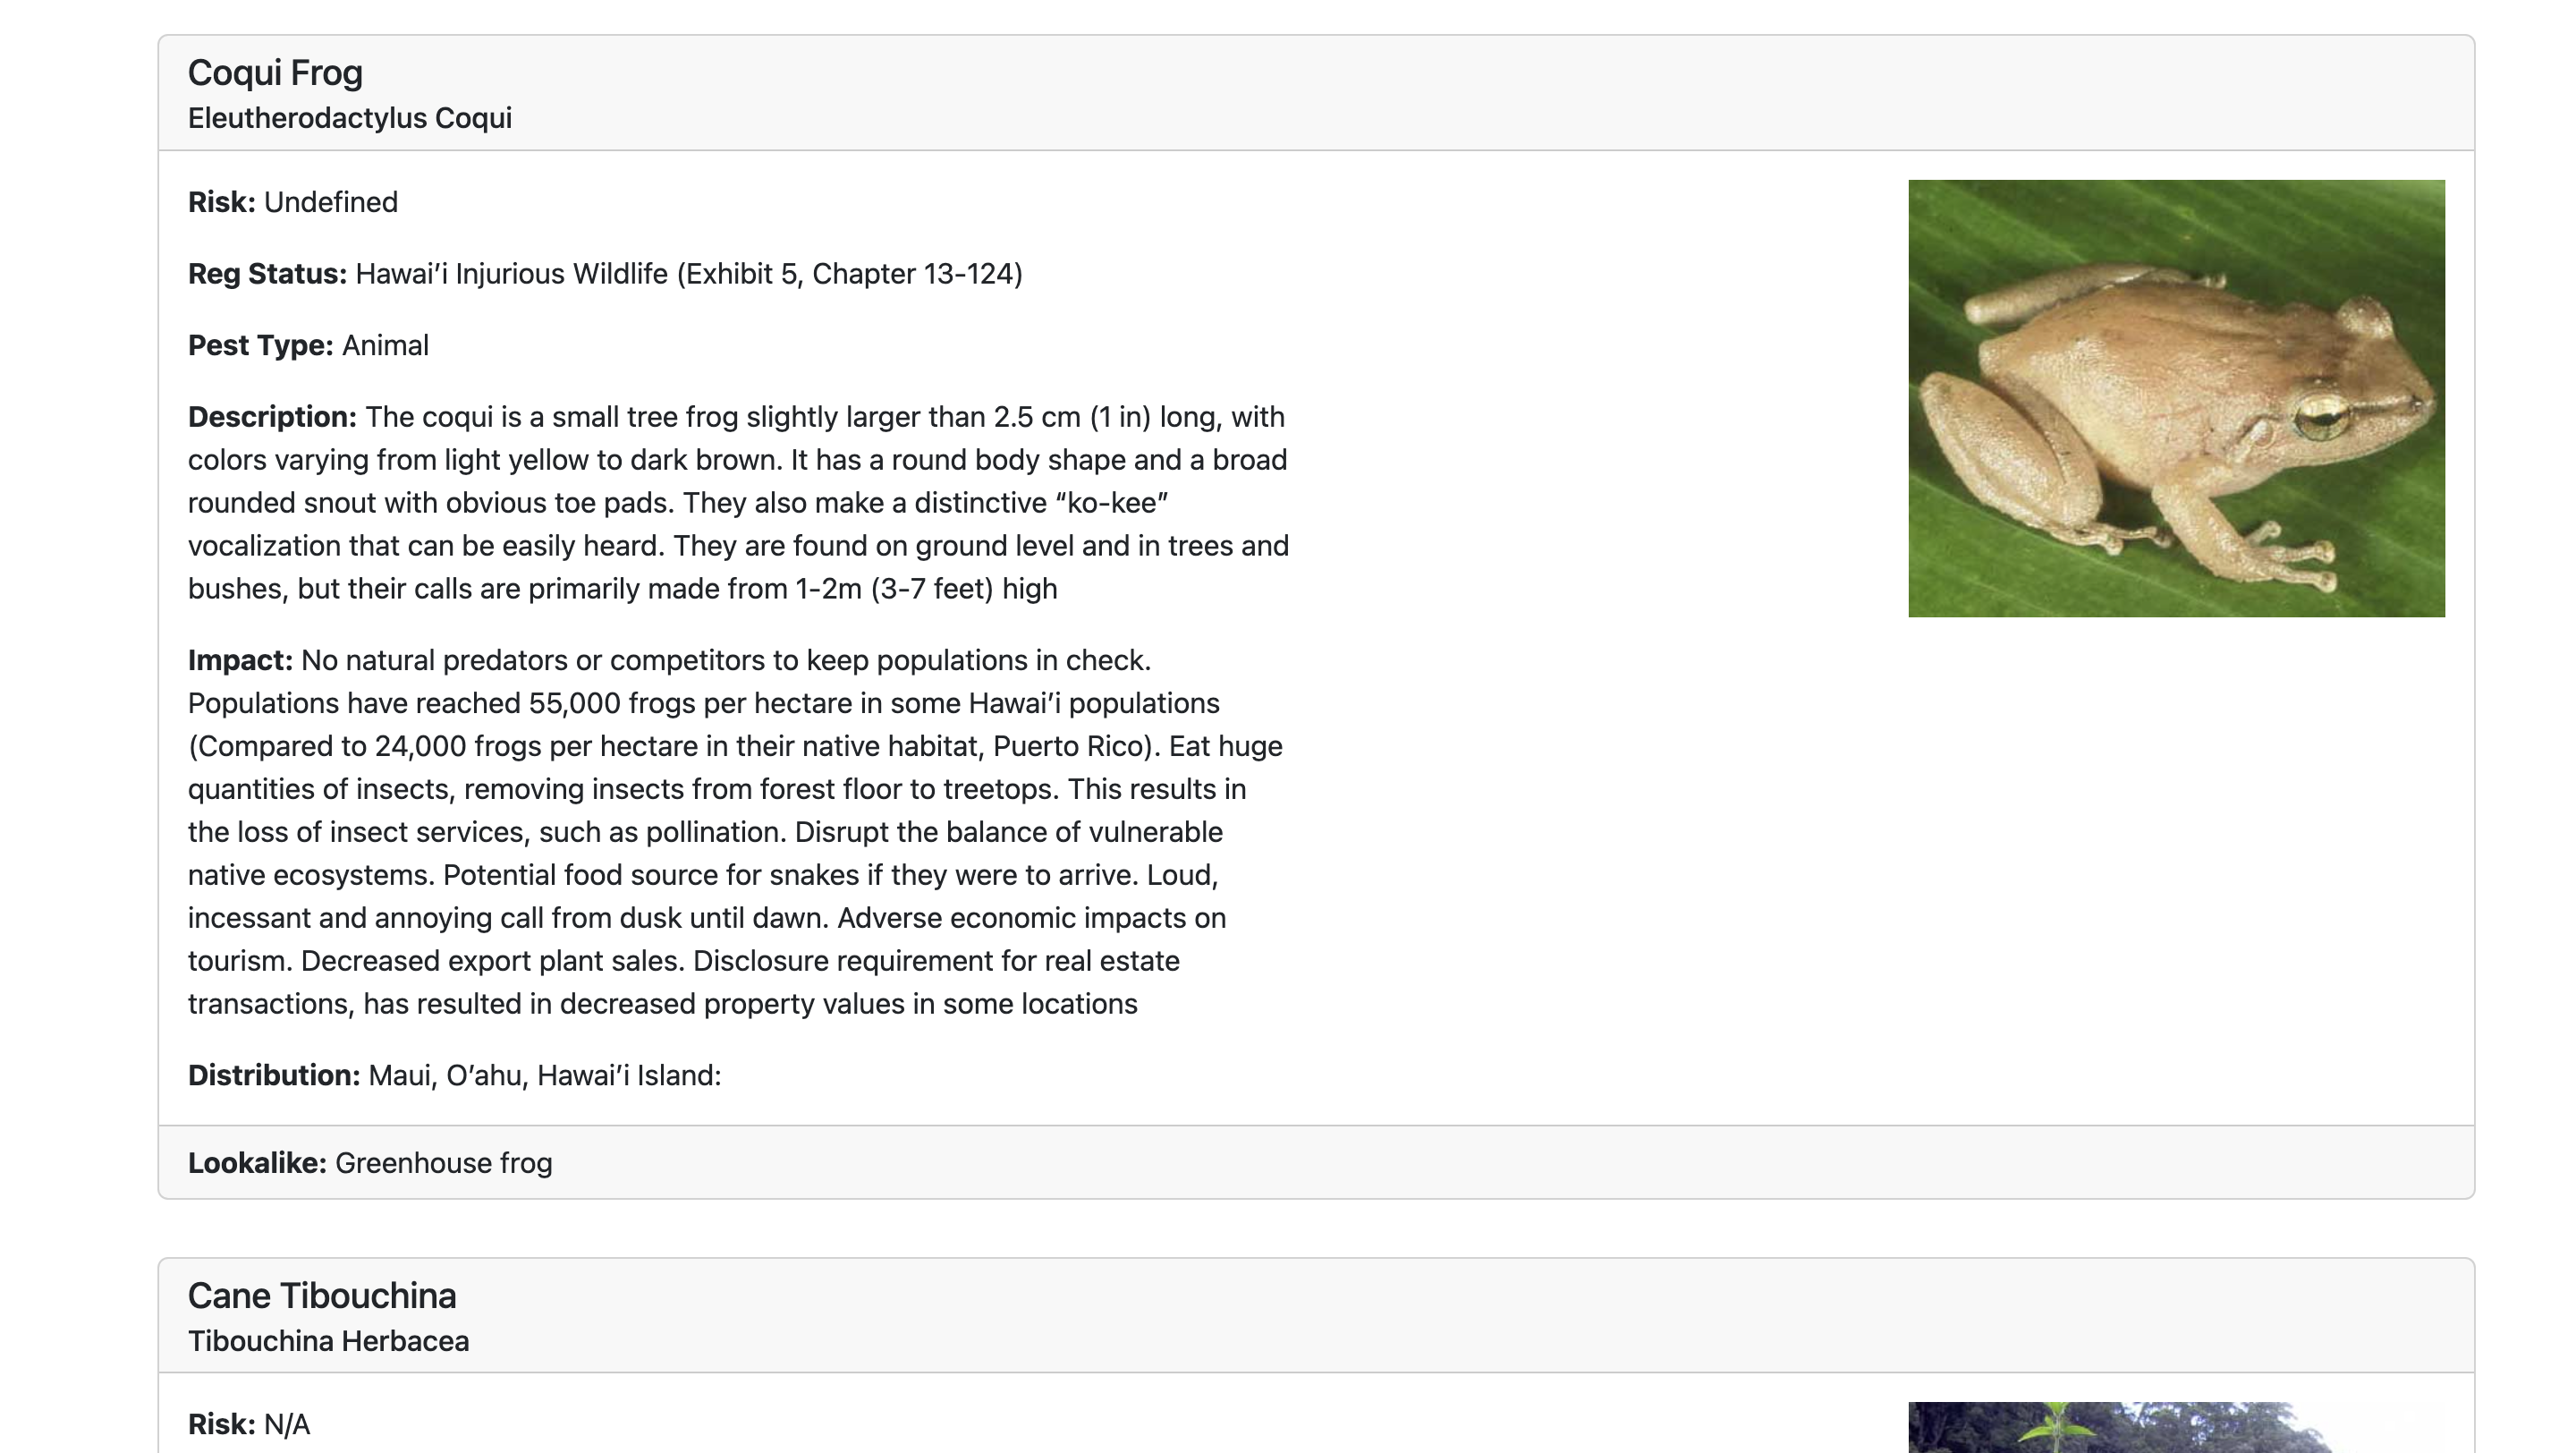 Coqui Frog
Eleutherodactylus Coqui
Risk: Undefined
Reg Status: Hawai’i Injurious Wildlife (Exhibit 5, Chapter 13-124)
Pest Type: Animal
Description: The coqui is a small tree frog slightly larger than 2.5 cm (1 in) long, with
colors varying from light yellow to dark brown. It has a round body shape and a broad
rounded snout with obvious toe pads. They also make a distinctive “ko-kee”
vocalization that can be easily heard. They are found on ground level and in trees and
bushes, but their calls are primarily made from 1-2m (3-7 feet) high
Impact: No natural predators or competitors to keep populations in check.
Populations have reached 55,000 frogs per hectare in some Hawai’i populations
(Compared to 24,000 frogs per hectare in their native habitat, Puerto Rico). Eat huge
quantities of insects, removing insects from forest floor to treetops. This results in
the loss of insect services, such as pollination. Disrupt the balance of vulnerable
native ecosystems. Potential food source for snakes if they were to arrive. Loud,
incessant and annoying call from dusk until dawn. Adverse economic impacts on
tourism. Decreased export plant sales. Disclosure requirement for real estate
transactions, has resulted in decreased property values in some locations
Distribution: Maui, O’ahu, Hawai’i Island:
Lookalike: Greenhouse frog
Cane Tibouchina
Tibouchina Herbacea
Risk: N/A